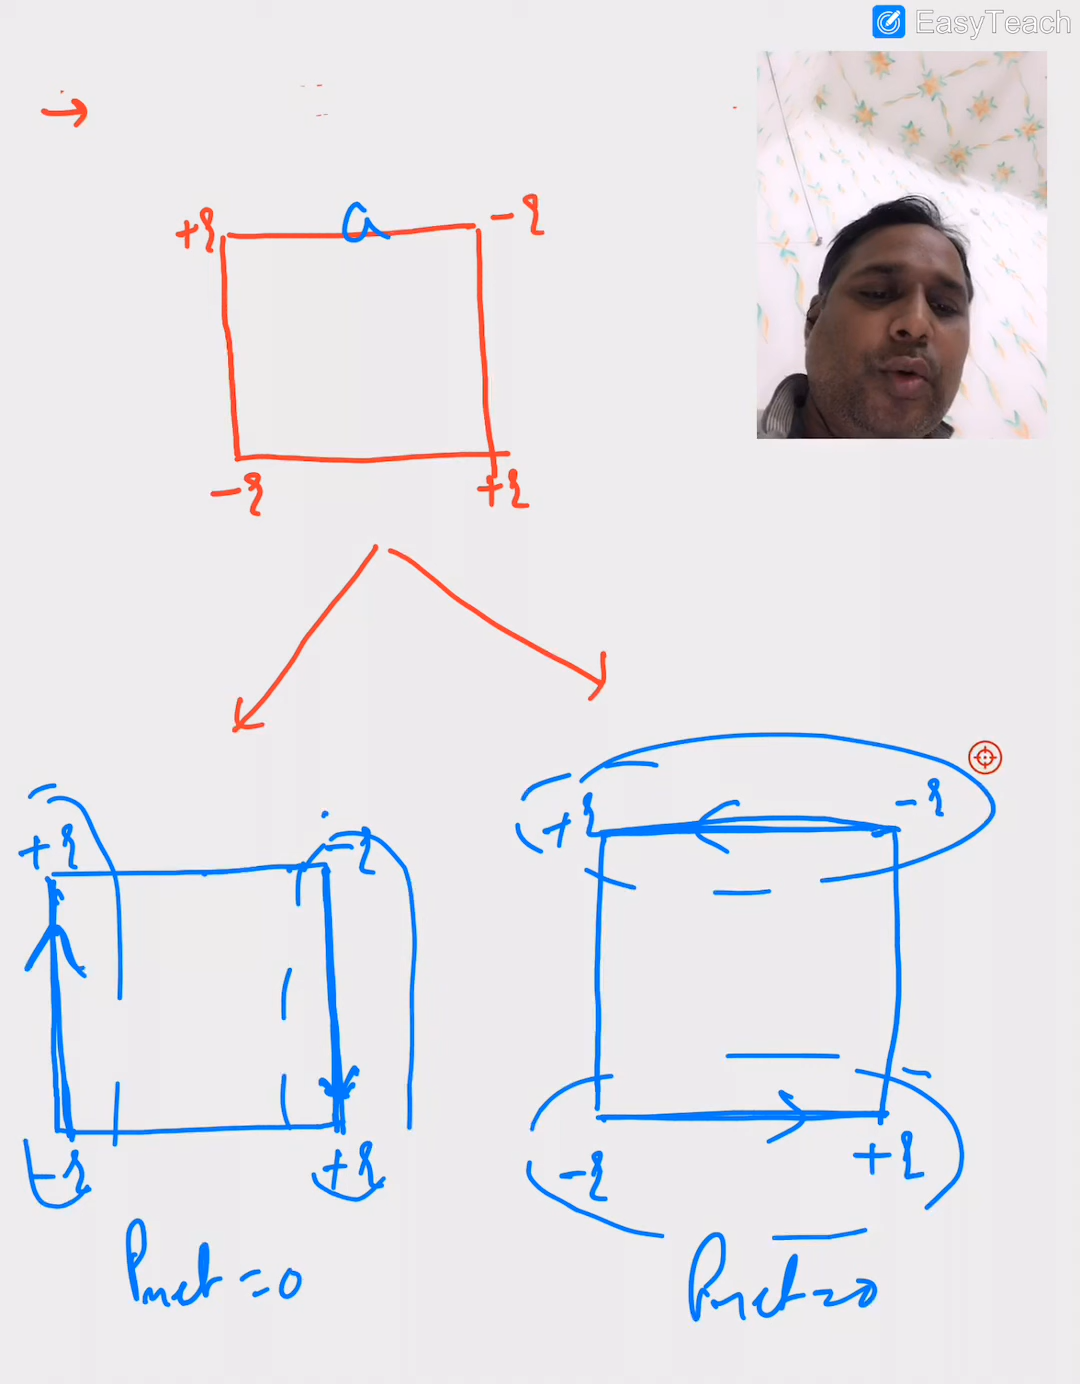 EasyTeach
+q a -q
-q +q
+q -q
-q +q
Pnet = 0
+q -q
-q +q
Pnet = 0